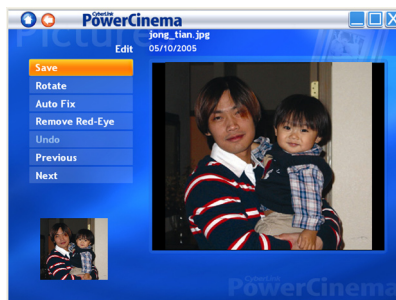 CyberLink
PowerCinema
Picture
jong_tian.jpg
Edit
05/10/2005
Save
Rotate
Auto Fix
Remove Red-Eye
Undo
Previous
Next
CyberLink
PowerCinema